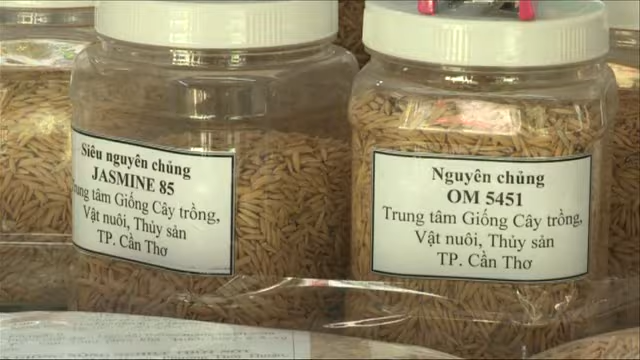 Siêu nguyên chủng
JASMINE 85
Trung tâm Giống Cây trồng,
Vật nuôi, Thủy sản
TP. Cần Thơ
Nguyên chủng
OM 5451
Trung tâm Giống Cây trồng,
Vật nuôi, Thủy sản
TP. Cần Thơ